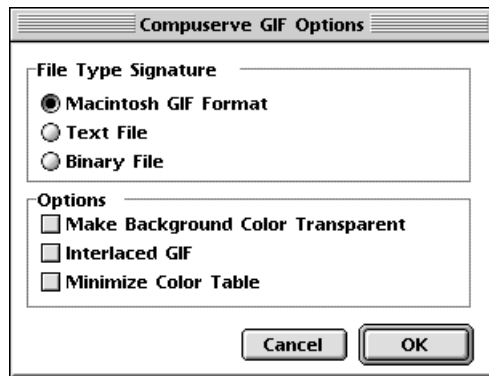 Compuserve GIF Options
File Type Signature
Macintosh GIF Format
Text File
Binary File
Options
Make Background Color Transparent
Interlaced GIF
Minimize Color Table
Cancel
OK